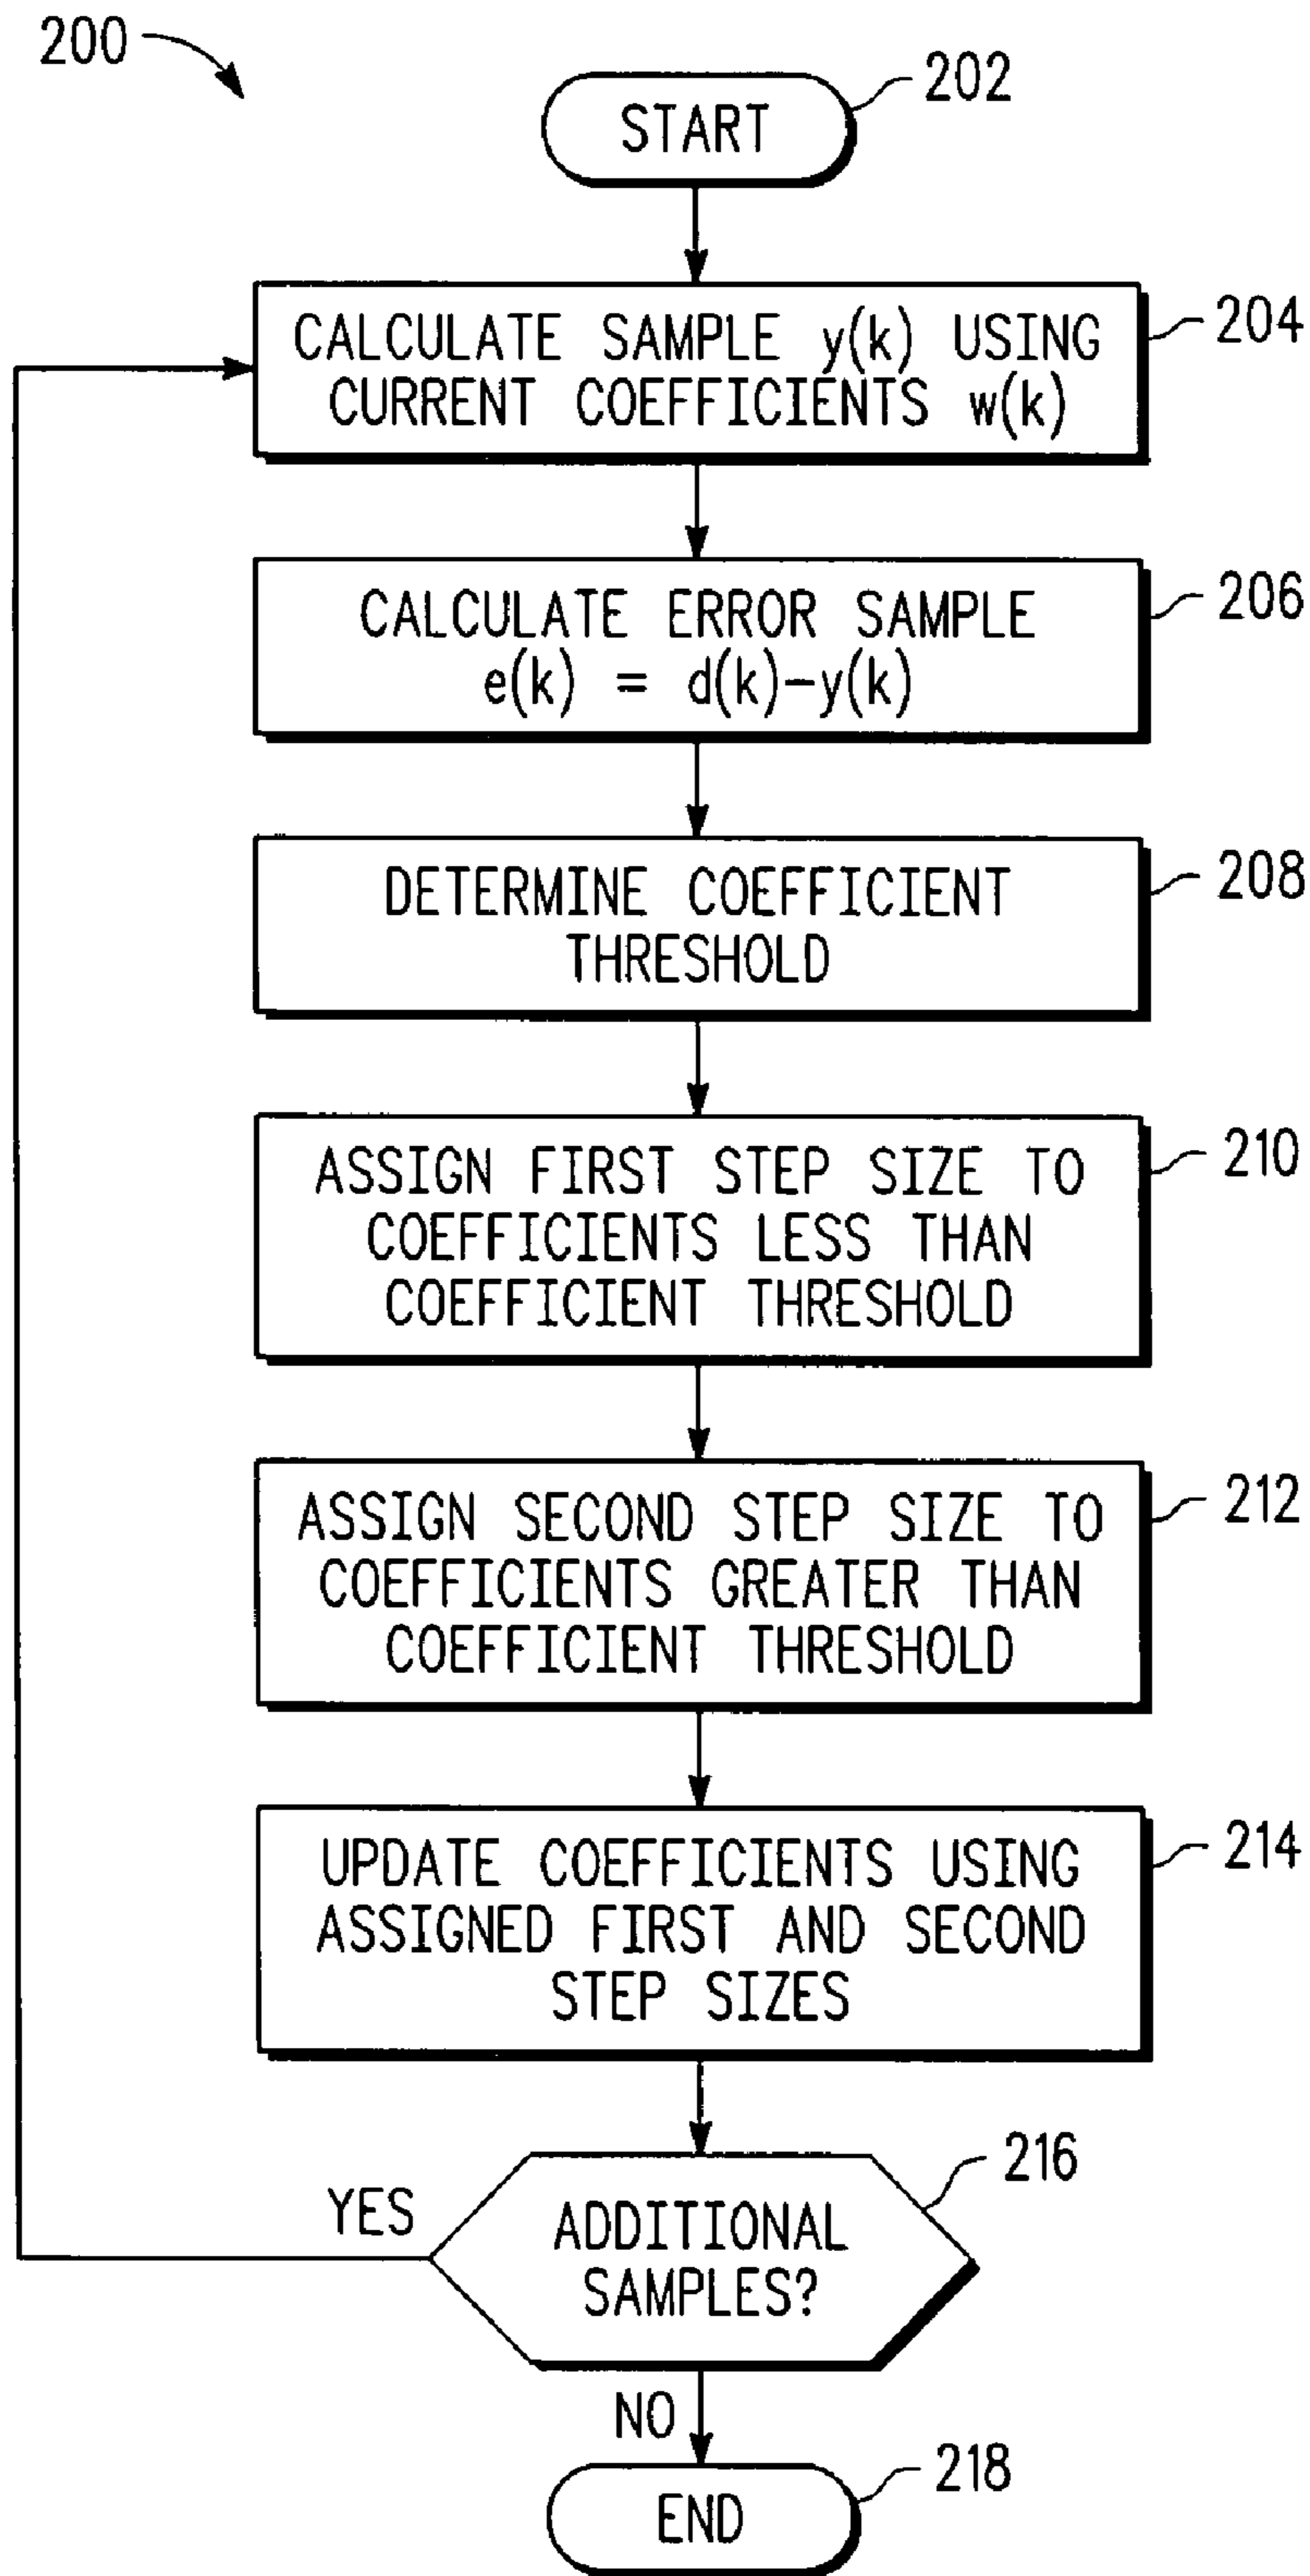 200
202
START
204
CALCULATE SAMPLE y(k) USING
CURRENT COEFFICIENTS w(k)
206
CALCULATE ERROR SAMPLE
e(k) = d(k)-y(k)
208
DETERMINE COEFFICIENT
THRESHOLD
210
ASSIGN FIRST STEP SIZE TO
COEFFICIENTS LESS THAN
COEFFICIENT THRESHOLD
212
ASSIGN SECOND STEP SIZE TO
COEFFICIENTS GREATER THAN
COEFFICIENT THRESHOLD
214
UPDATE COEFFICIENTS USING
ASSIGNED FIRST AND SECOND
STEP SIZES
216
YES
ADDITIONAL
SAMPLES?
NO
218
END